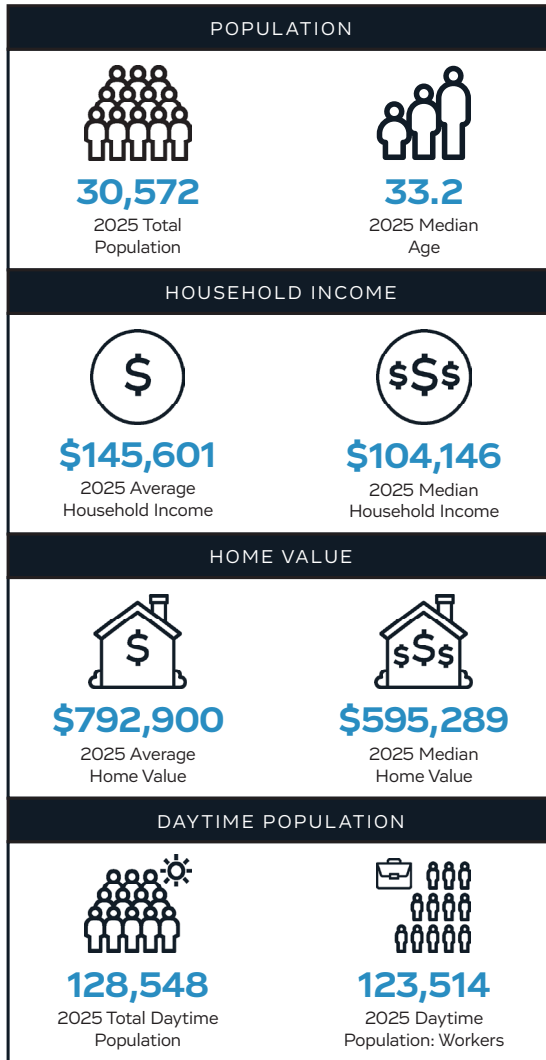 POPULATION
30,572
2025 Total
Population
33.2
2025 Median
Age
HOUSEHOLD INCOME
$
$145,601
2025 Average
Household Income
$$$
$104,146
2025 Median
Household Income
HOME VALUE
$
$792,900
2025 Average
Home Value
$$$
$595,289
2025 Median
Home Value
DAYTIME POPULATION
128,548
2025 Total Daytime
Population
123,514
2025 Daytime
Population: Workers